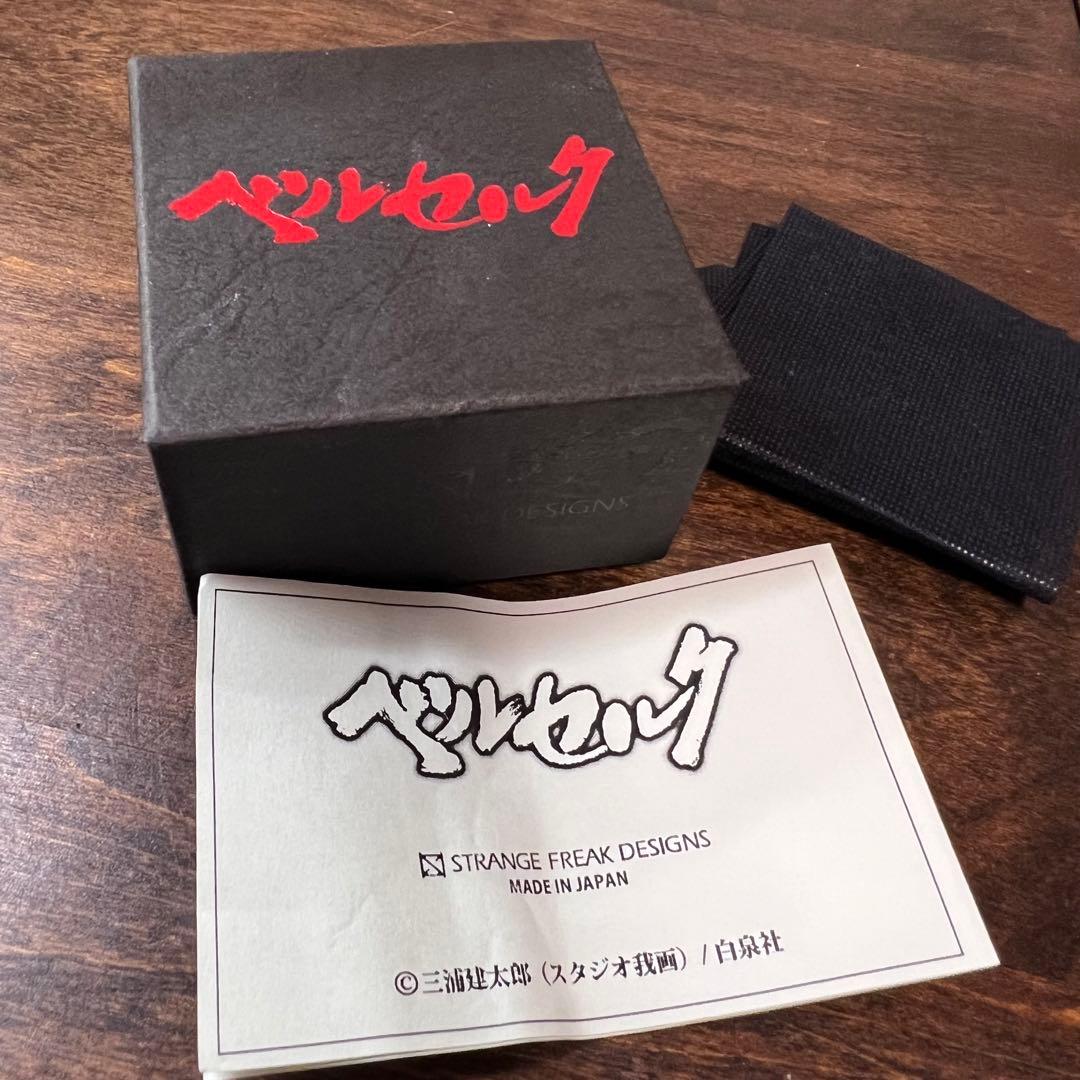 ベルセルク
DESIGNS
ベルセルク
STRANGE FREAK DESIGNS
MADE IN JAPAN
©三浦建太郎（スタジオ我画）/白泉社